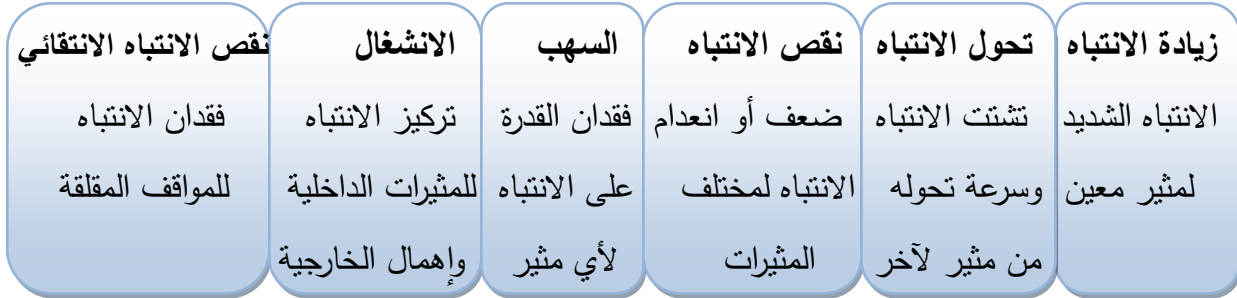 زيادة الانتباه
الانتباه الشديد
لمثير معين
تحول الانتباه
تشتت الانتباه
وسرعة تحوله
من مثير لآخر
نقص الانتباه
ضعف أو انعدام
الانتباه لمختلف
المثيرات
السهب
فقدان القدرة
على الانتباه
لأي مثير
الانشغال
تركيز الانتباه
للمثيرات الداخلية
وإهمال الخارجية
نقص الانتباه الانتقائي
فقدان الانتباه
للمواقف المقلقة